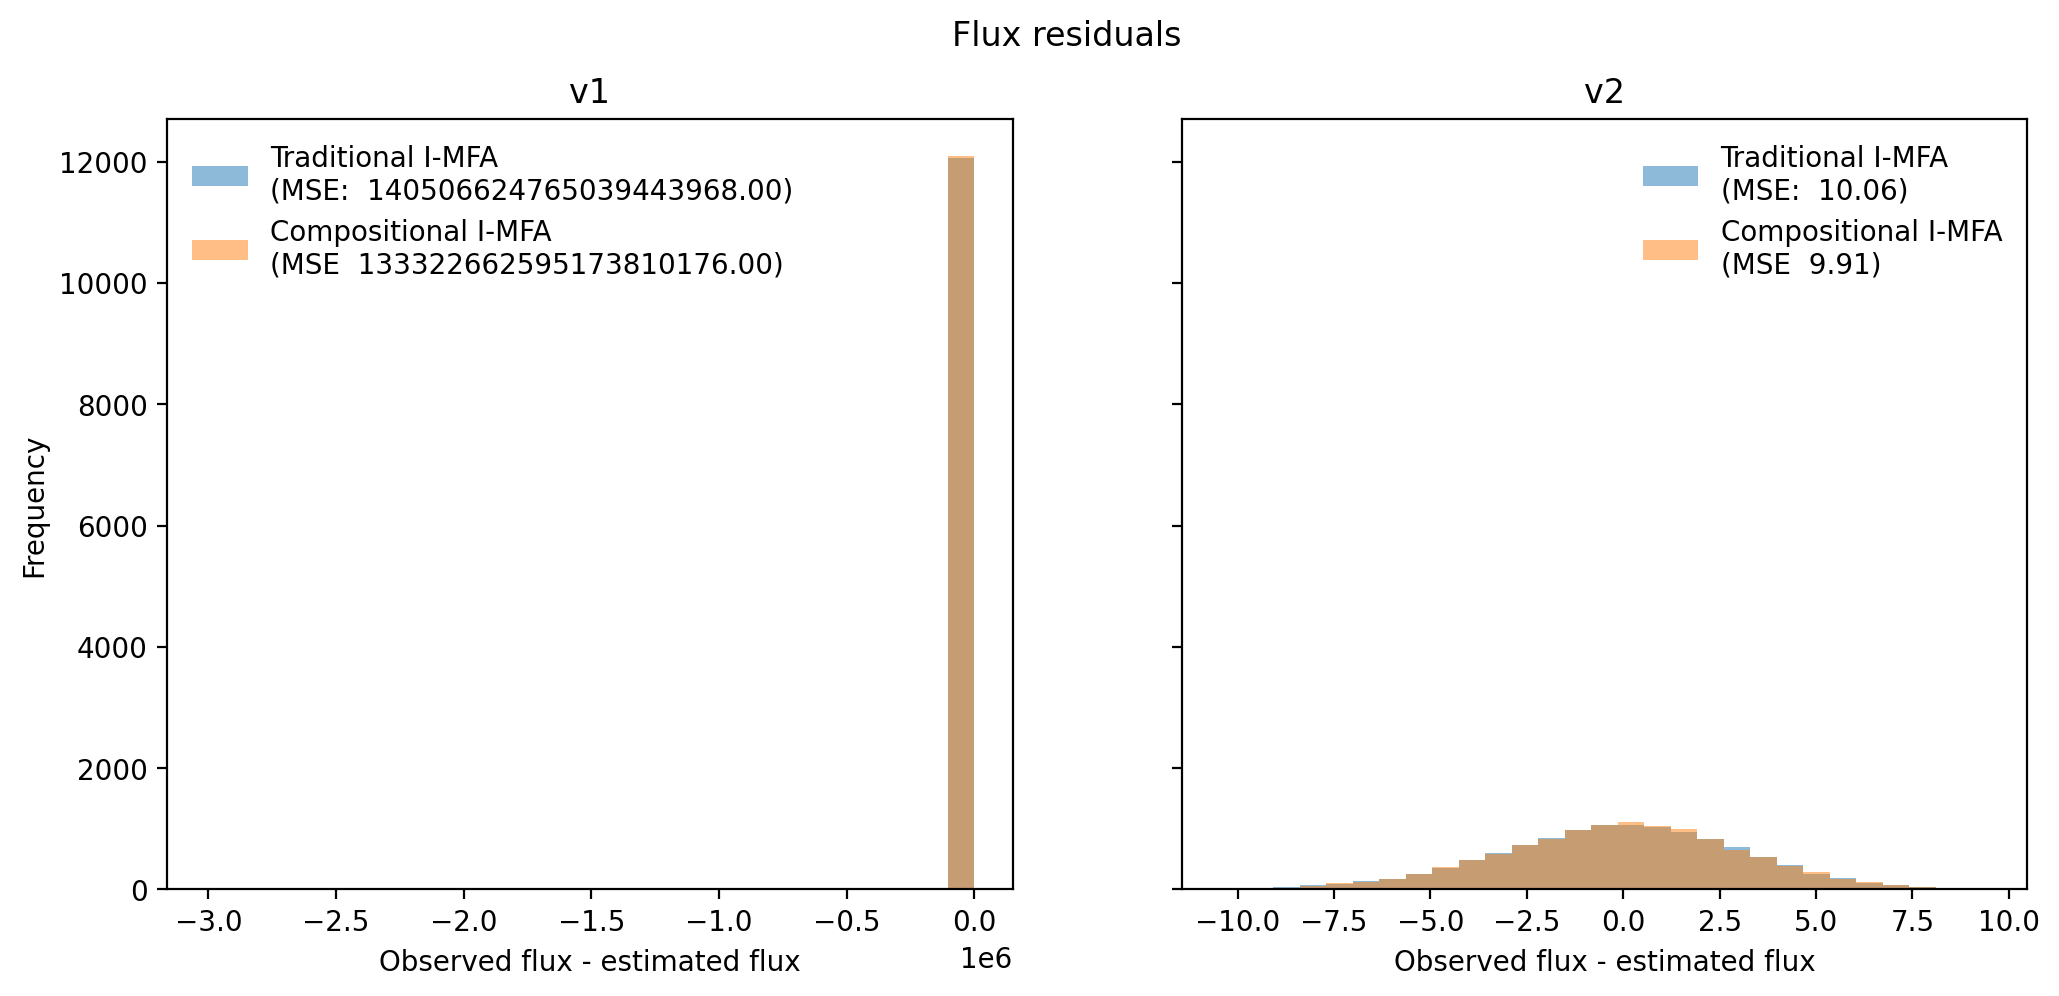 Flux residuals
v1
Traditional I-MFA
(MSE:  140506624765039443968.00)
Compositional I-MFA
(MSE  133322662595173810176.00)
Frequency
12000
10000
8000
6000
4000
2000
0
−3.0 −2.5 −2.0 −1.5 −1.0 −0.5 0.0
1e6
Observed flux - estimated flux
v2
Traditional I-MFA
(MSE:  10.06)
Compositional I-MFA
(MSE  9.91)
−10.0 −7.5 −5.0 −2.5 0.0 2.5 5.0 7.5 10.0
Observed flux - estimated flux